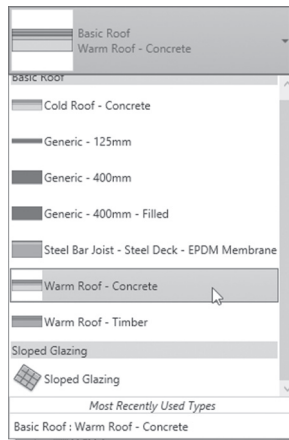 Basic Roof
Warm Roof - Concrete
Basic Roof
Cold Roof - Concrete
Generic - 125mm
Generic - 400mm
Generic - 400mm - Filled
Steel Bar Joist - Steel Deck - EPDM Membrane
Warm Roof - Concrete
Warm Roof - Timber
Sloped Glazing
Sloped Glazing
Most Recently Used Types
Basic Roof : Warm Roof - Concrete